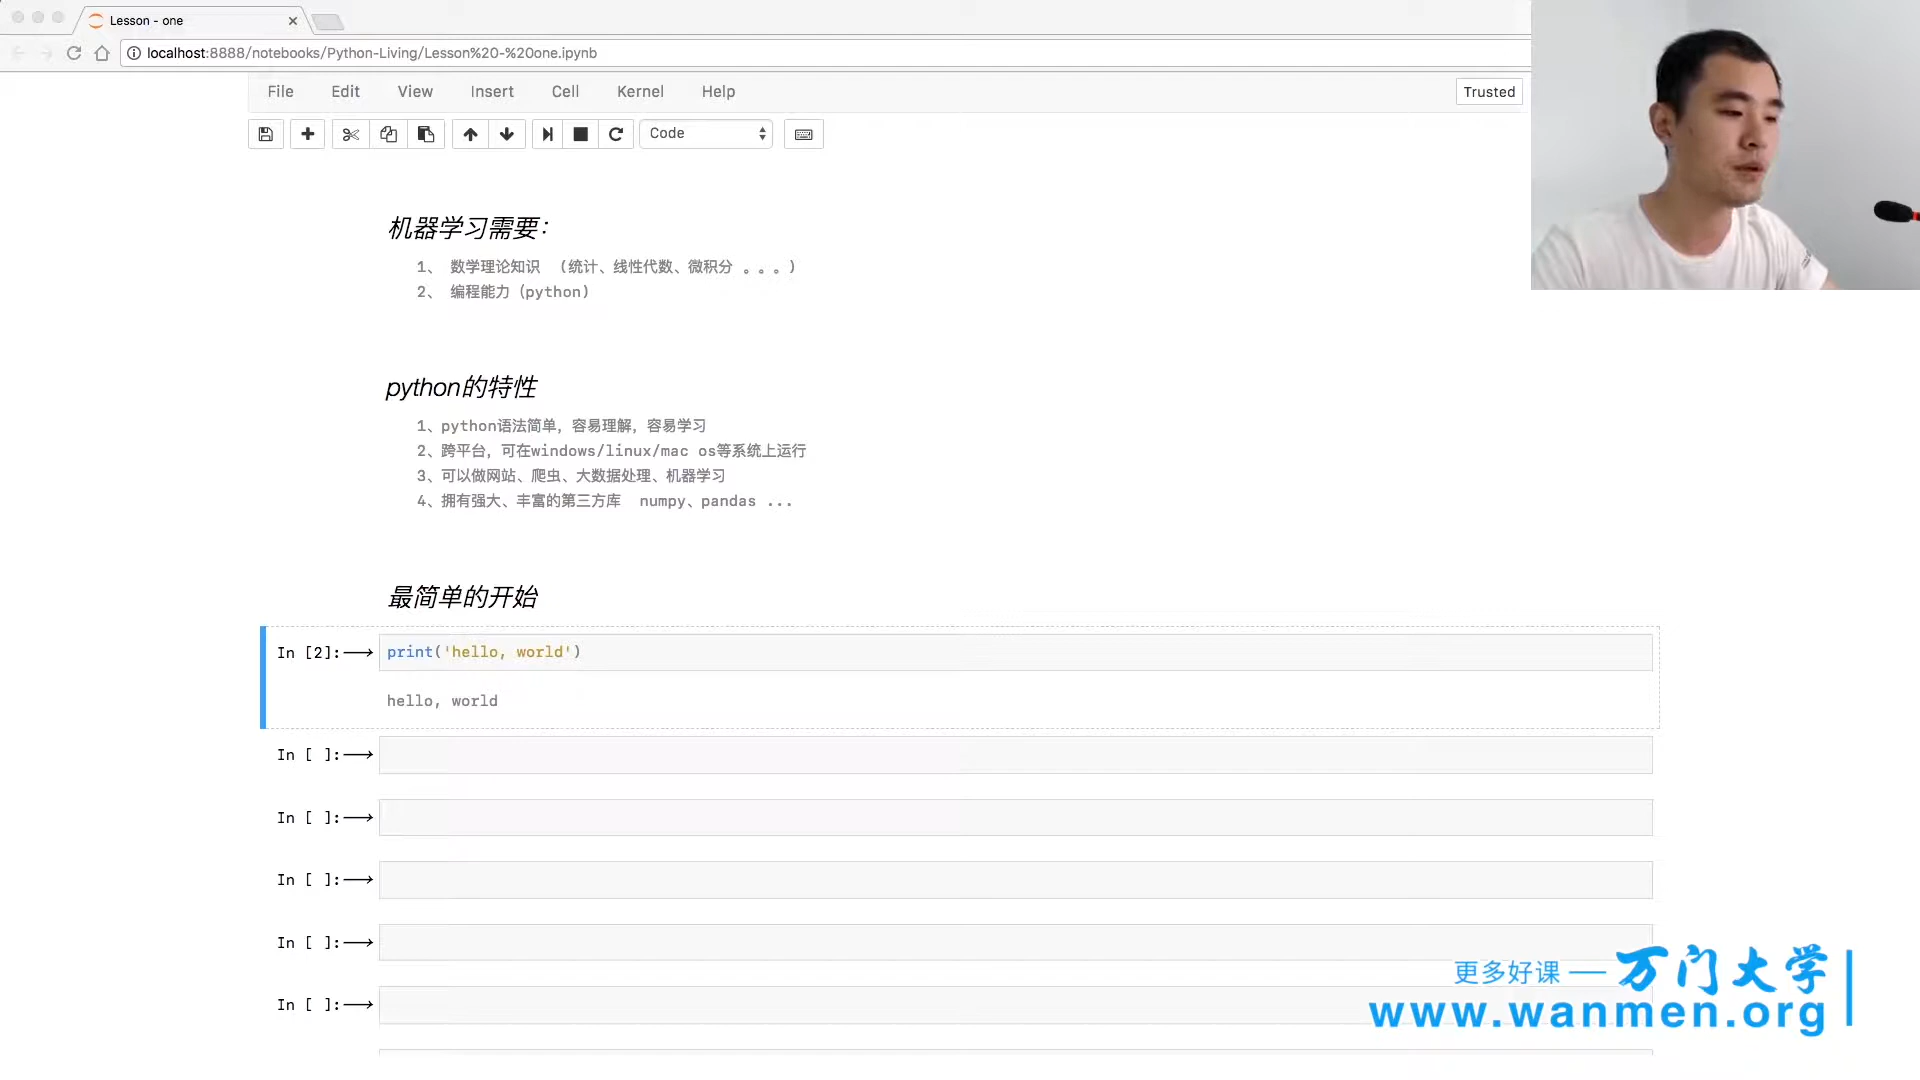 Lesson - one
localhost:8888/notebooks/Python-Living/Lesson%20-%20one.ipynb
File Edit View Insert Cell Kernel Help Trusted
Code
机器学习需要：
1、 数学理论知识 （统计、线性代数、微积分 。。。）
2、 编程能力（python）
python的特性
1、python语法简单，容易理解，容易学习
2、跨平台，可在windows/linux/mac os等系统上运行
3、可以做网站、爬虫、大数据处理、机器学习
4、拥有强大、丰富的第三方库 numpy、pandas ...
最简单的开始
In [2]: print('hello, world')
hello, world
In [ ]:
In [ ]:
In [ ]:
In [ ]:
In [ ]:
更多好课 — 万门大学
www.wanmen.org